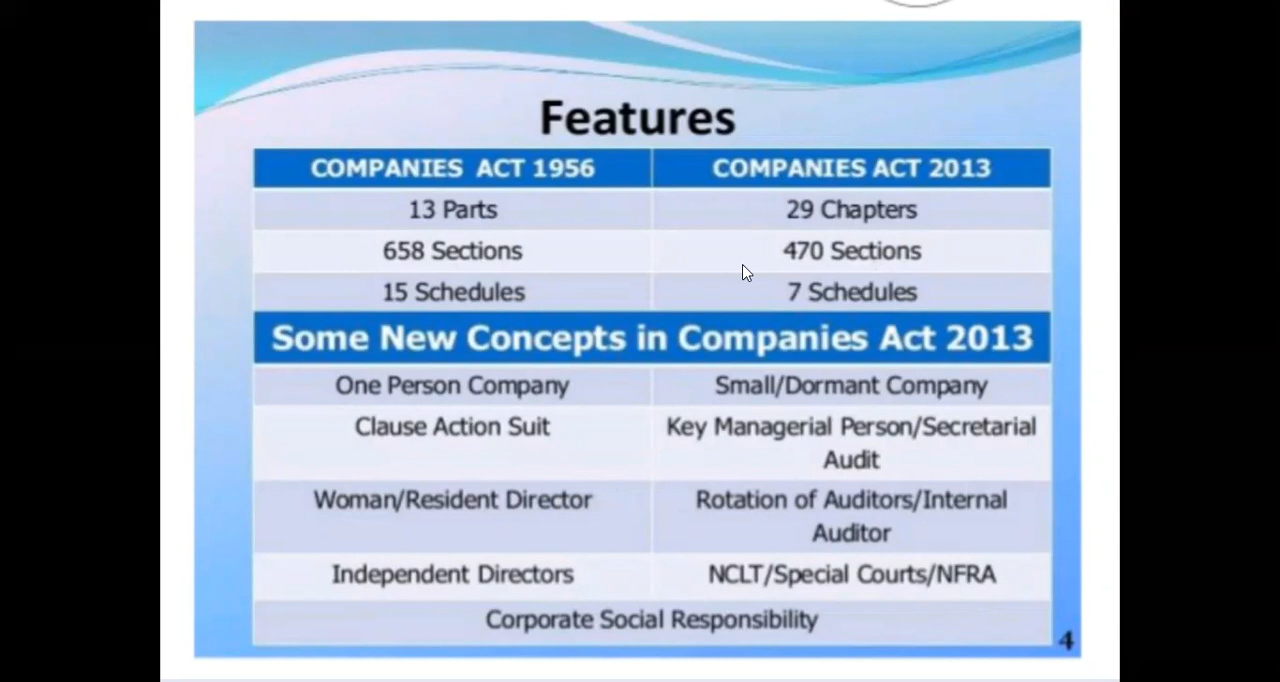 Features
COMPANIES ACT 1956 COMPANIES ACT 2013
13 Parts 29 Chapters
658 Sections 470 Sections
15 Schedules 7 Schedules
Some New Concepts in Companies Act 2013
One Person Company Small/Dormant Company
Clause Action Suit Key Managerial Person/Secretarial
Audit
Woman/Resident Director Rotation of Auditors/Internal
Auditor
Independent Directors NCLT/Special Courts/NFRA
Corporate Social Responsibility
4